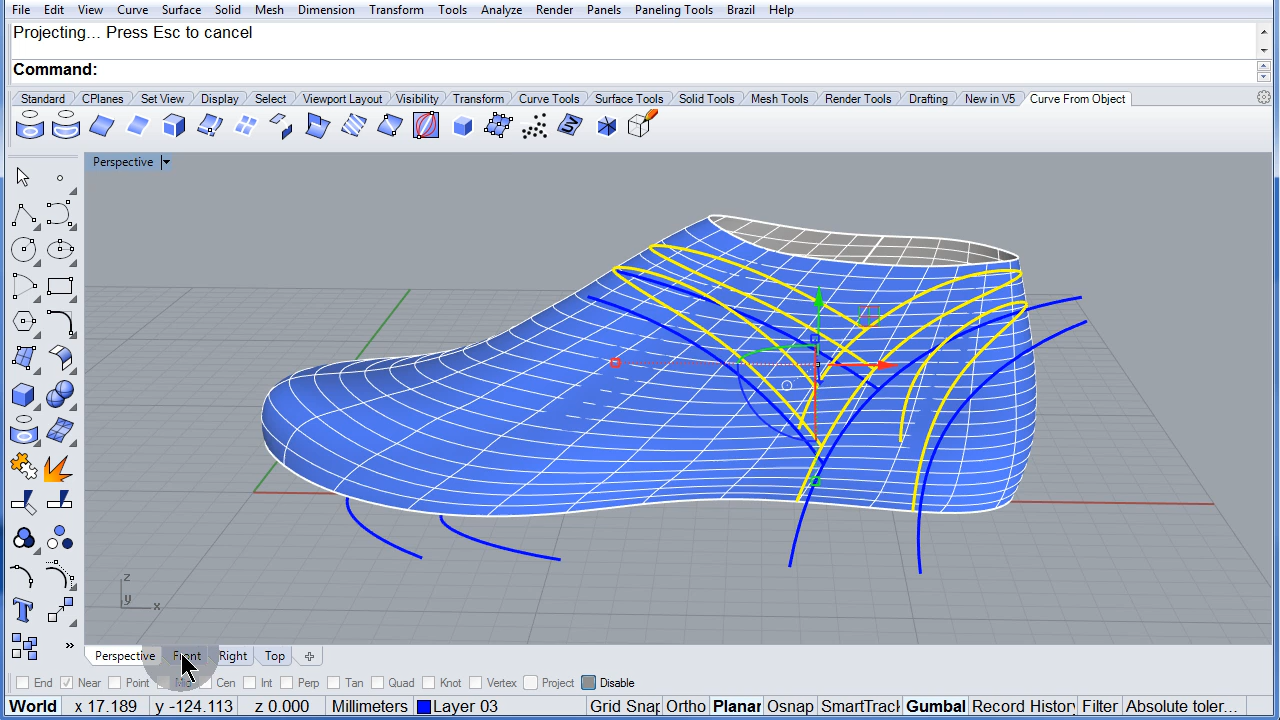 File Edit View Curve Surface Solid Mesh Dimension Transform Tools Analyze Render Panels Paneling Tools Brazil Help
Projecting... Press Esc to cancel
Command:
Standard CPlanes Set View Display Select Viewport Layout Visibility Transform Curve Tools Surface Tools Solid Tools Mesh Tools Render Tools Drafting New in V5 Curve From Object
Perspective
z
y x
Perspective Front Right Top
End Near Point Mid Cen Int Perp Tan Quad Knot Vertex Project Disable
World x 17.189 y -124.113 z 0.000 Millimeters Layer 03 Grid Snap Ortho Planar Osnap SmartTrack Gumbal Record History Filter Absolute toler...